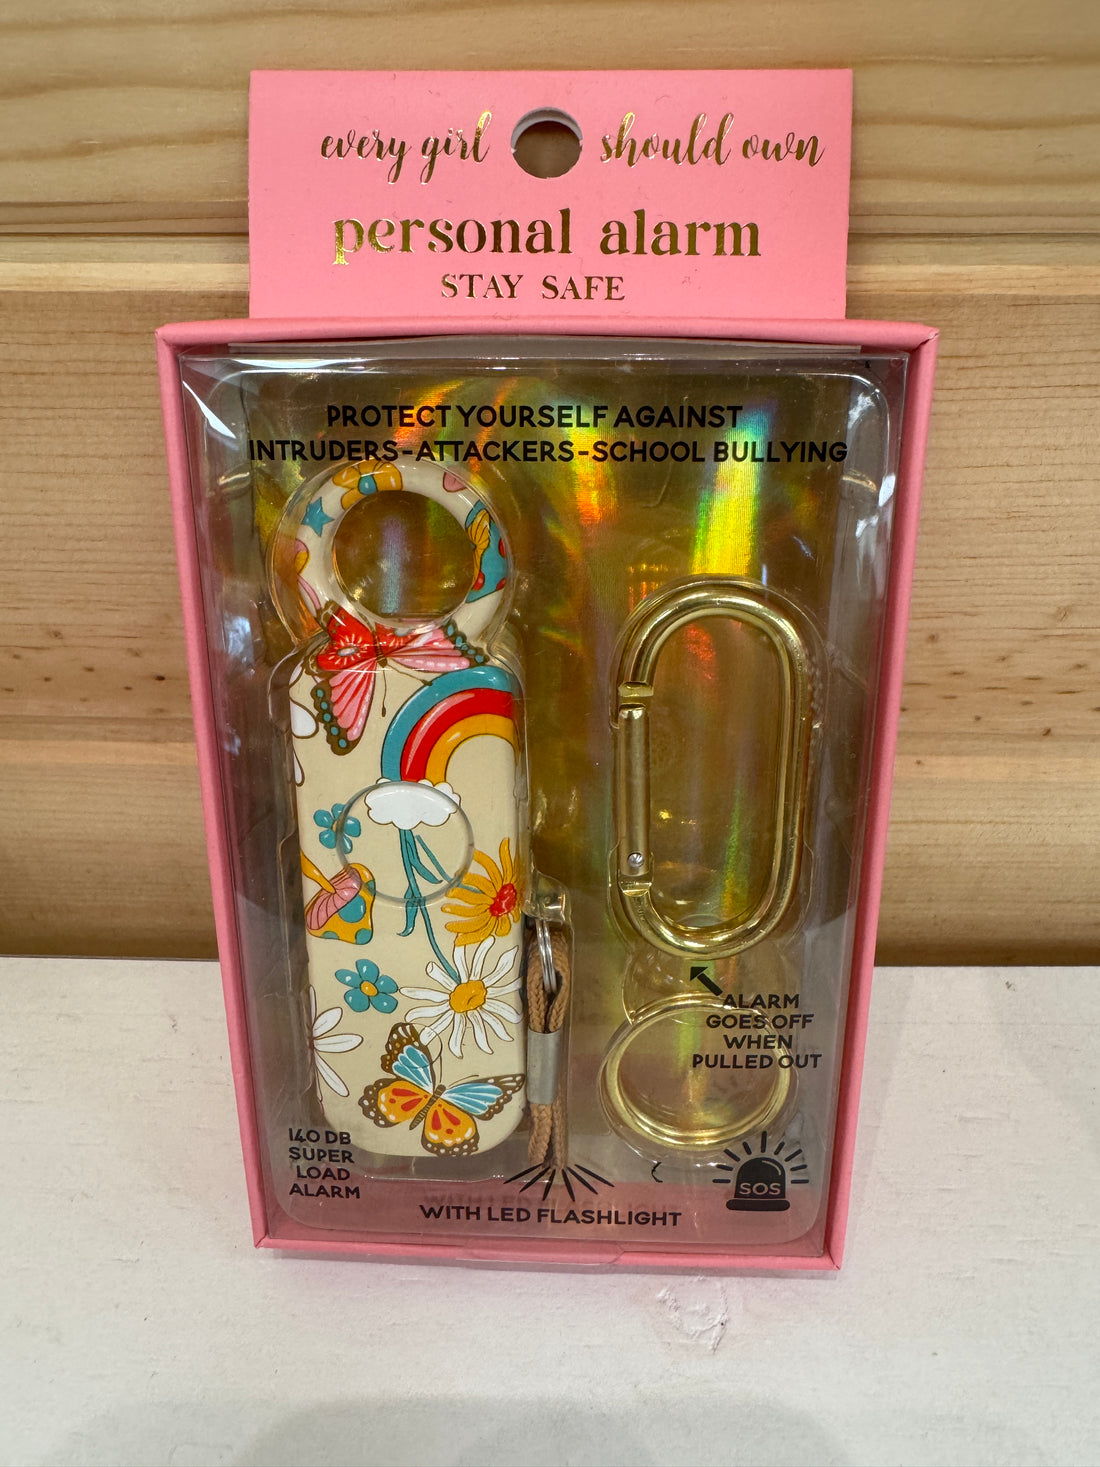 every girl should own
personal alarm
STAY SAFE
PROTECT YOURSELF AGAINST
INTRUDERS-ATTACKERS-SCHOOL BULLYING
ALARM
GOES OFF
WHEN
PULLED OUT
140 DB
SUPER
LOAD
ALARM
WITH LED FLASHLIGHT
SOS